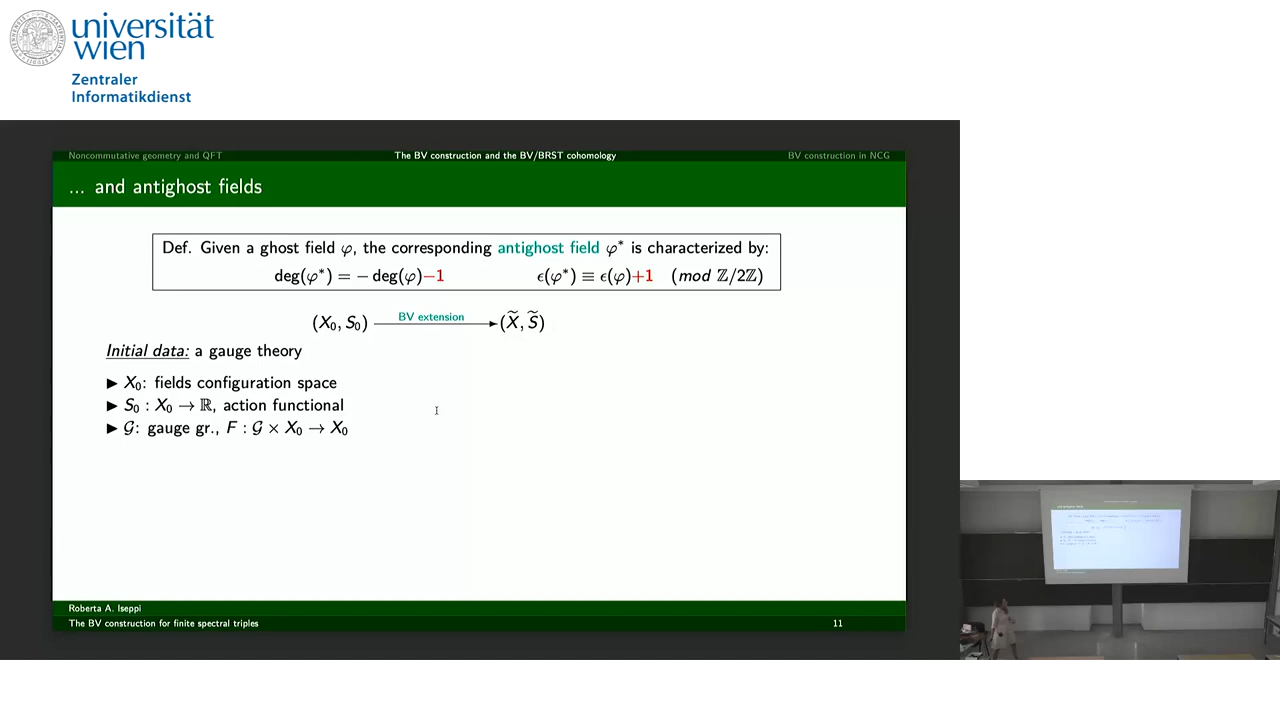 universität
wien
Zentraler
Informatikdienst
Noncommutative geometry and QFT The BV construction and the BV/BRST cohomology BV construction in NCG
... and antighost fields
Def. Given a ghost field φ, the corresponding antighost field φ* is characterized by:
deg(φ*) = − deg(φ)−1 ϵ(φ*) ≡ ϵ(φ)+1 (mod ℤ/2ℤ)
(X₀, S₀) BV extension (X̃, S̃)
Initial data: a gauge theory
▶ X₀: fields configuration space
▶ S₀ : X₀ → ℝ, action functional
▶ 𝒢: gauge gr., F : 𝒢 × X₀ → X₀
Roberta A. Iseppi
The BV construction for finite spectral triples 11